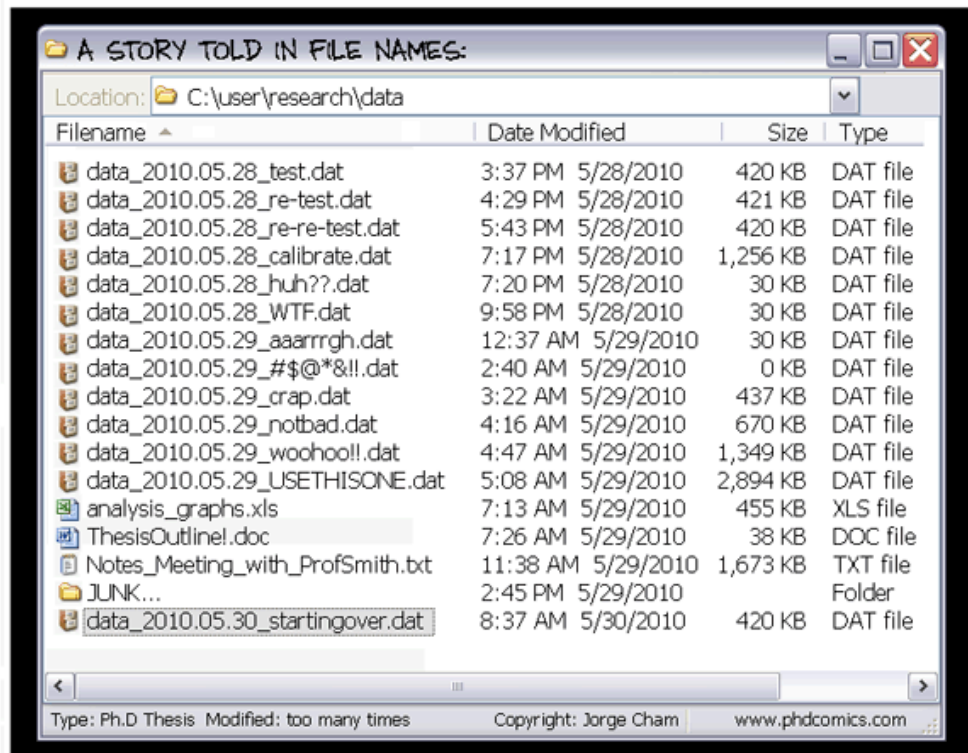 A STORY TOLD IN FILE NAMES:
Location: C:\user\research\data
Filename Date Modified Size Type
data_2010.05.28_test.dat 3:37 PM 5/28/2010 420 KB DAT file
data_2010.05.28_re-test.dat 4:29 PM 5/28/2010 421 KB DAT file
data_2010.05.28_re-re-test.dat 5:43 PM 5/28/2010 420 KB DAT file
data_2010.05.28_calibrate.dat 7:17 PM 5/28/2010 1,256 KB DAT file
data_2010.05.28_huh??.dat 7:20 PM 5/28/2010 30 KB DAT file
data_2010.05.28_WTF.dat 9:58 PM 5/28/2010 30 KB DAT file
data_2010.05.29_aaarrrgh.dat 12:37 AM 5/29/2010 30 KB DAT file
data_2010.05.29_#$@*&!!.dat 2:40 AM 5/29/2010 0 KB DAT file
data_2010.05.29_crap.dat 3:22 AM 5/29/2010 437 KB DAT file
data_2010.05.29_notbad.dat 4:16 AM 5/29/2010 670 KB DAT file
data_2010.05.29_woohoo!!.dat 4:47 AM 5/29/2010 1,349 KB DAT file
data_2010.05.29_USETHISONE.dat 5:08 AM 5/29/2010 2,894 KB DAT file
analysis_graphs.xls 7:13 AM 5/29/2010 455 KB XLS file
ThesisOutline!.doc 7:26 AM 5/29/2010 38 KB DOC file
Notes_Meeting_with_ProfSmith.txt 11:38 AM 5/29/2010 1,673 KB TXT file
JUNK... 2:45 PM 5/29/2010 Folder
data_2010.05.30_startingover.dat 8:37 AM 5/30/2010 420 KB DAT file
Type: Ph.D Thesis Modified: too many times Copyright: Jorge Cham www.phdcomics.com